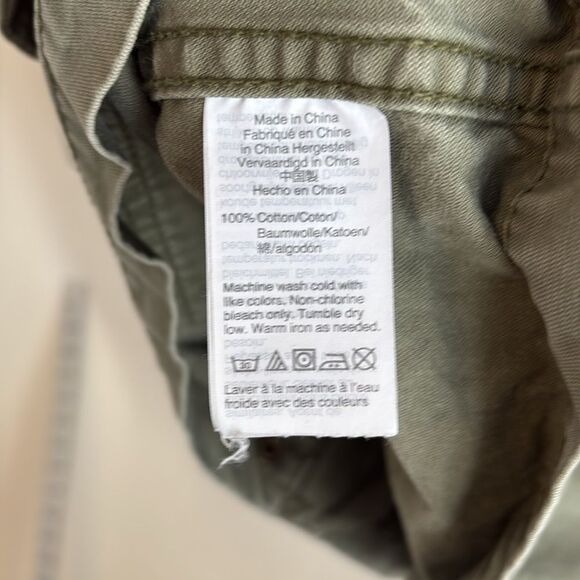 Made in China
Fabriqué en Chine
in China Hergestellt
Vervaardigd in China
中国製
Hecho en China
100% Cotton/Coton/
Baumwolle/Katoen/
綿/algodón
Machine wash cold with
like colors. Non-chlorine
bleach only. Tumble dry
low. Warm iron as needed.
30
Laver à la machine à l'eau
froide avec des couleurs